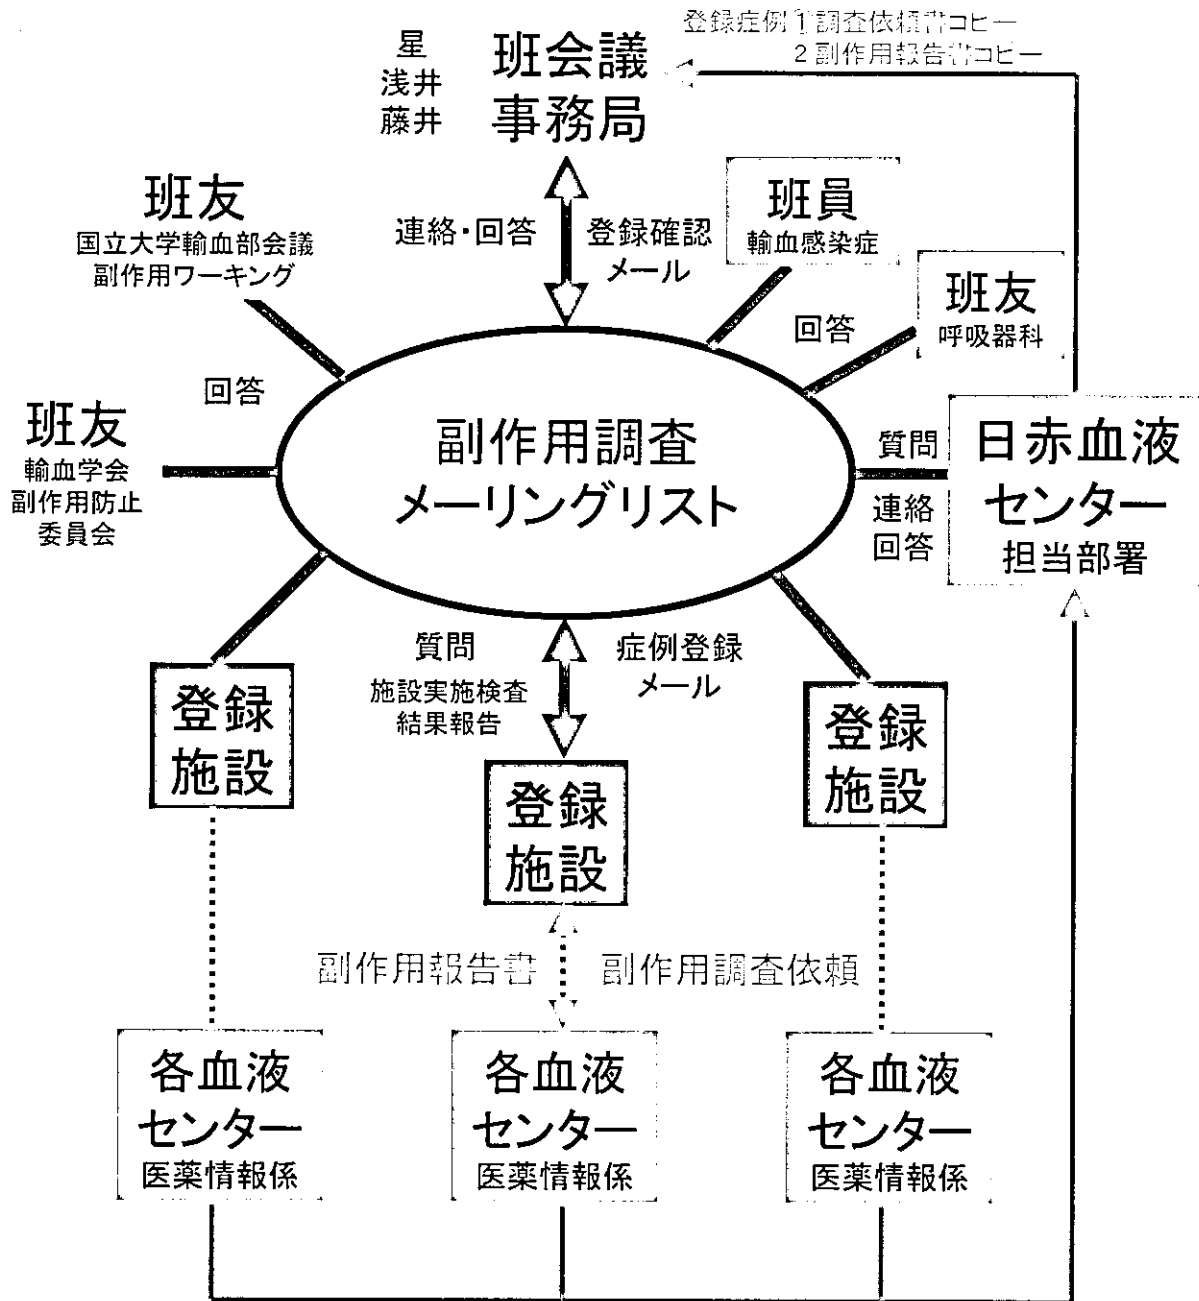 登録症例 1 調査依頼書コピー
2 副作用報告書コピー
星
浅井
藤井
班会議
事務局
班友
国立大学輸血部会議
副作用ワーキング
連絡・回答
登録確認
メール
班員
輸血感染症
班友
呼吸器科
回答
回答
班友
輸血学会
副作用防止
委員会
副作用調査
メーリングリスト
質問
連絡
回答
日赤血液
センター
担当部署
質問
施設実施検査
結果報告
症例登録
メール
登録
施設
登録
施設
登録
施設
副作用報告書
副作用調査依頼
各血液
センター
医薬情報係
各血液
センター
医薬情報係
各血液
センター
医薬情報係